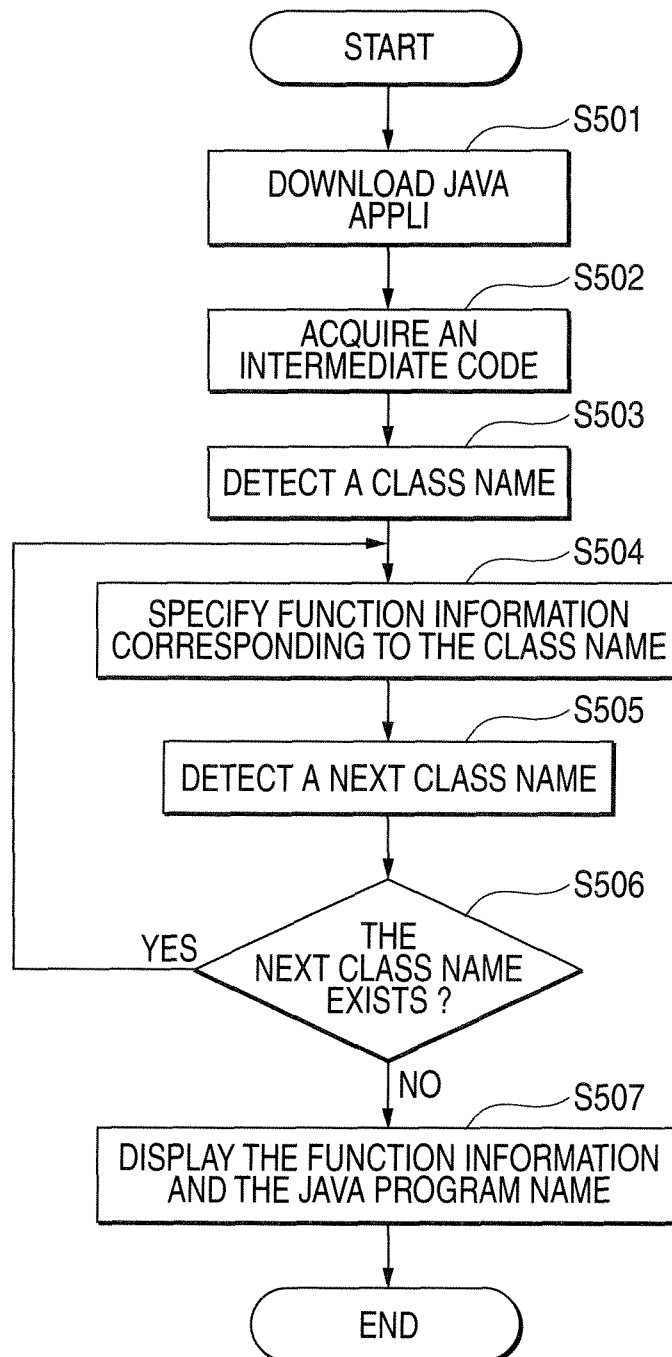 START
S501
DOWNLOAD JAVA
APPLI
S502
ACQUIRE AN
INTERMEDIATE CODE
S503
DETECT A CLASS NAME
S504
SPECIFY FUNCTION INFORMATION
CORRESPONDING TO THE CLASS NAME
S505
DETECT A NEXT CLASS NAME
S506
THE
NEXT CLASS NAME
EXISTS ?
YES
NO
S507
DISPLAY THE FUNCTION INFORMATION
AND THE JAVA PROGRAM NAME
END